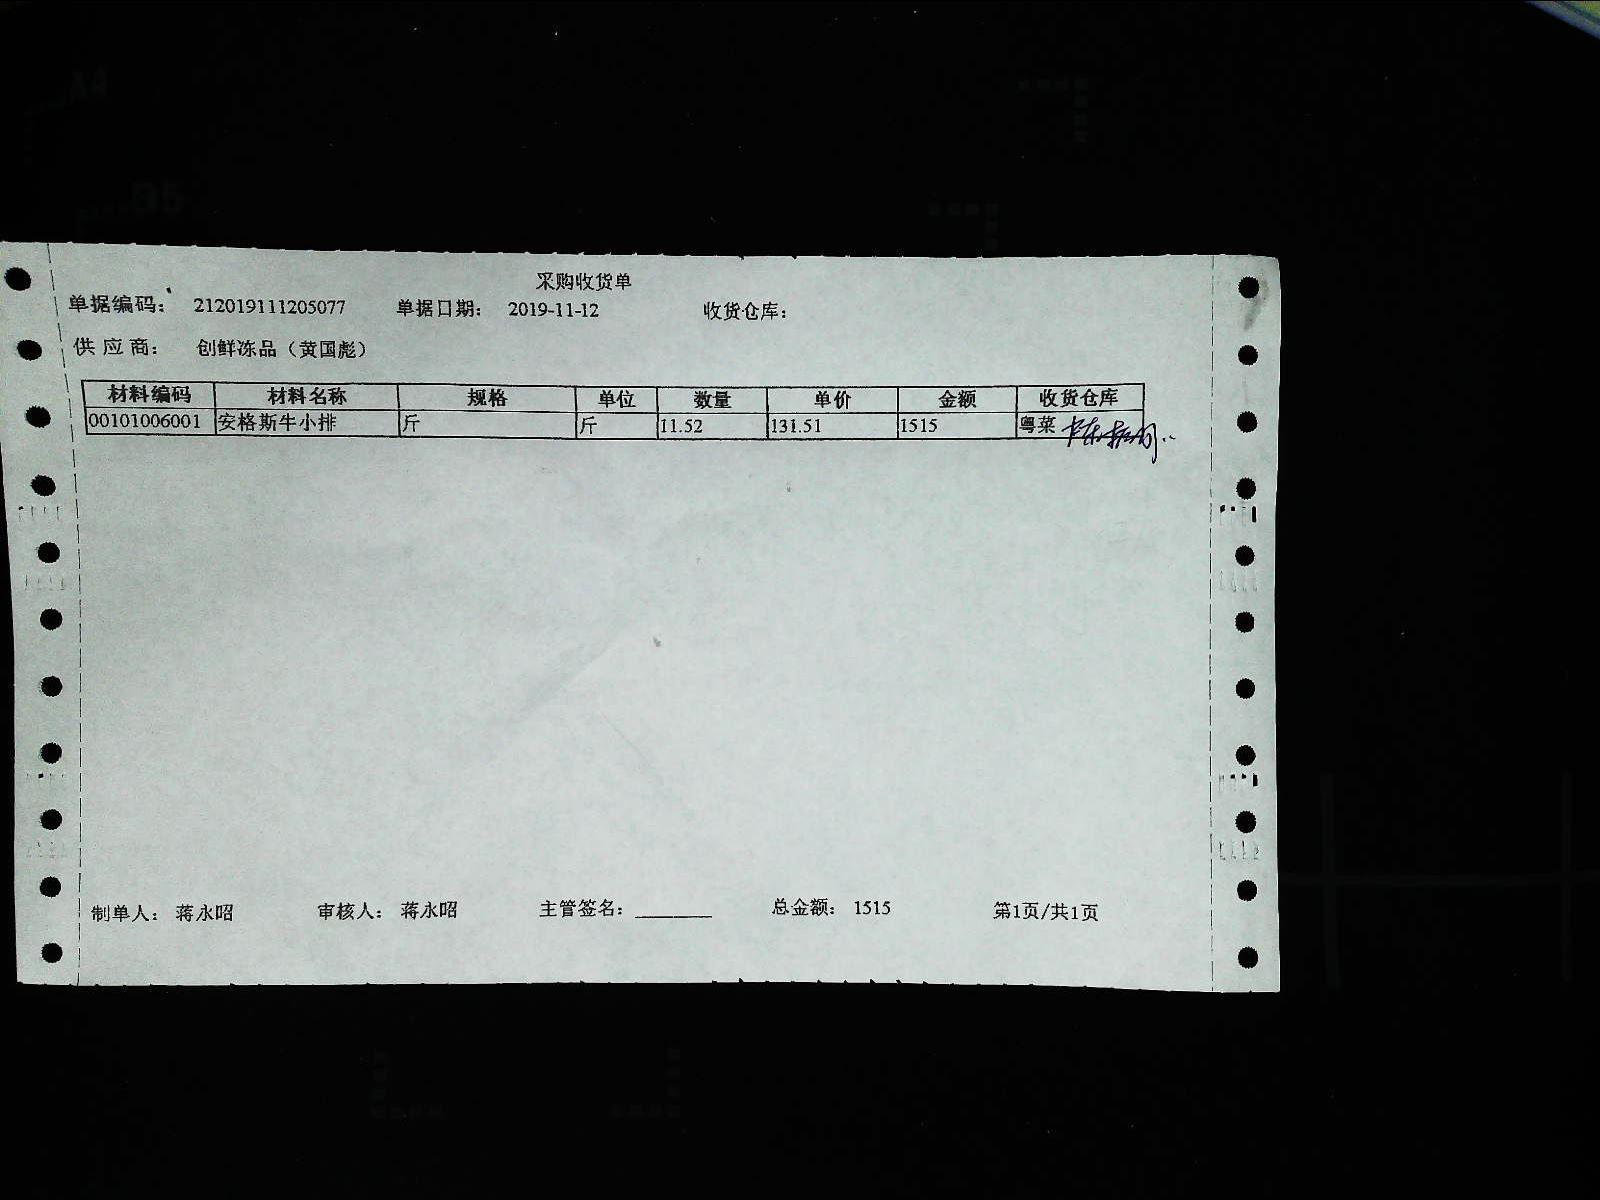 采购收货单
单据编码： 212019111205077 单据日期： 2019-11-12 收货仓库：
供应商： 创鲜冻品（黄国彪）
材料编码 材料名称 规格 单位 数量 单价 金额 收货仓库
00101006001 安格斯牛小排 斤 斤 11.52 131.51 1515 粤菜
制单人： 蒋永昭 审核人： 蒋永昭 主管签名：________ 总金额： 1515 第1页/共1页